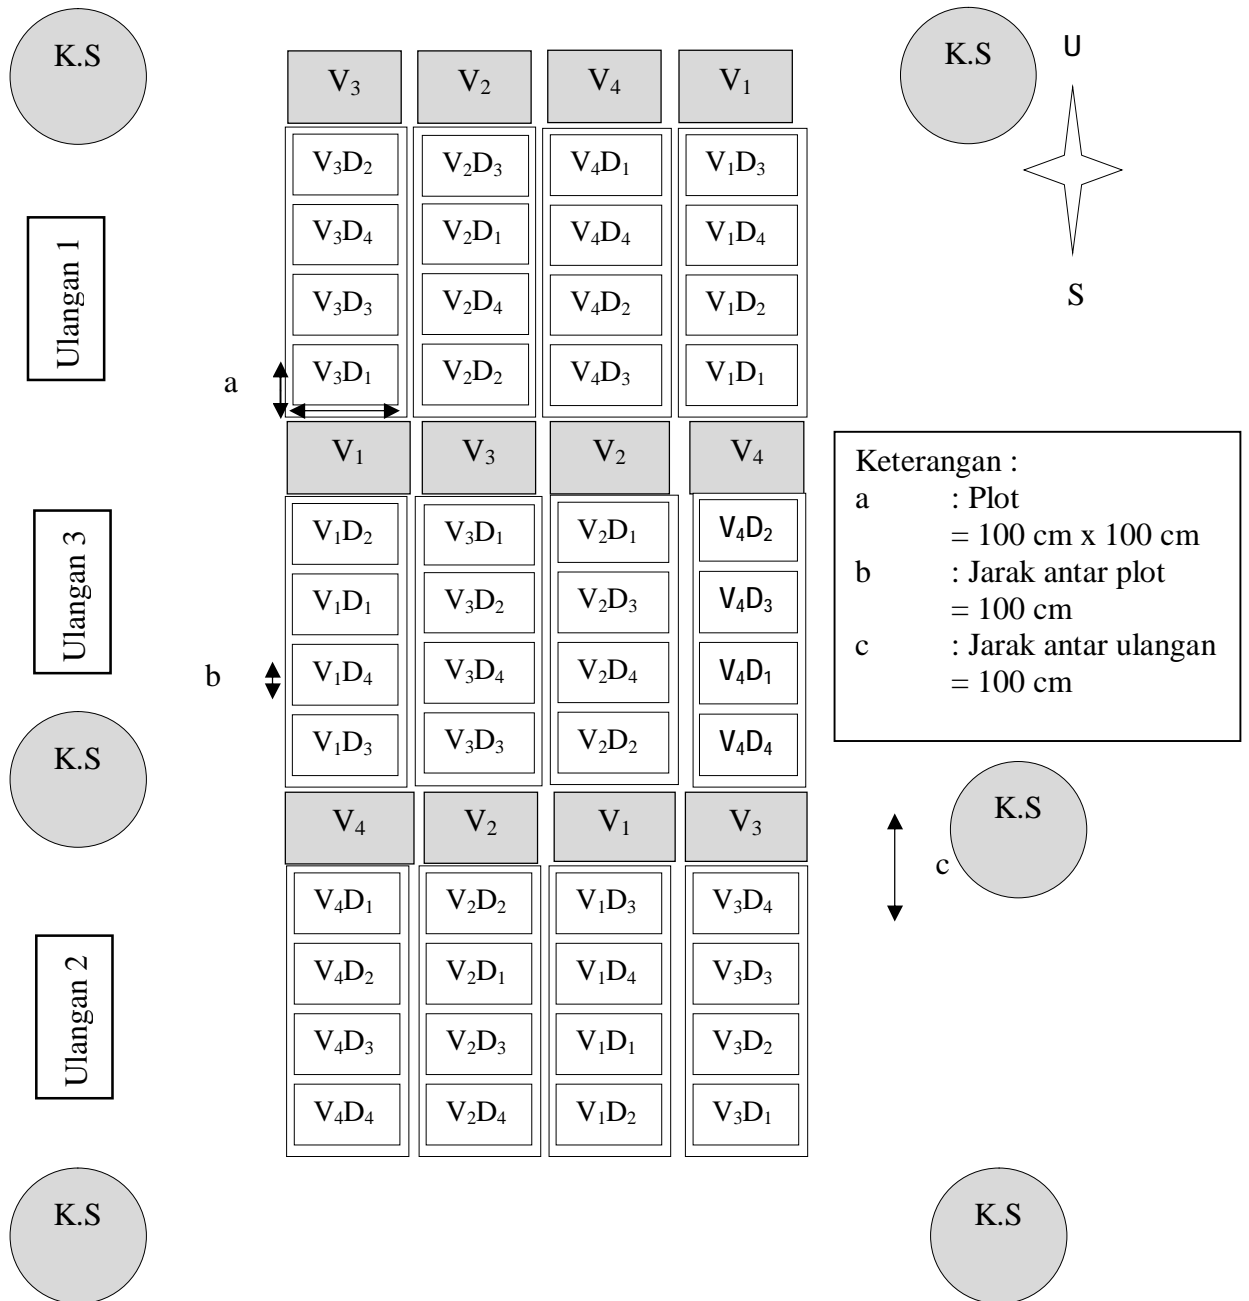 K.S
K.S
U
V₃ V₂ V₄ V₁
V₃D₂ V₂D₃ V₄D₁ V₁D₃
V₃D₄ V₂D₁ V₄D₄ V₁D₄
V₃D₃ V₂D₄ V₄D₂ V₁D₂
V₃D₁ V₂D₂ V₄D₃ V₁D₁
S
Ulangan 1
a
V₁ V₃ V₂ V₄
V₁D₂ V₃D₁ V₂D₁ V₄D₂
V₁D₁ V₃D₂ V₂D₃ V₄D₃
V₁D₄ V₃D₄ V₂D₄ V₄D₁
V₁D₃ V₃D₃ V₂D₂ V₄D₄
Ulangan 3
b
Keterangan :
a : Plot
= 100 cm x 100 cm
b : Jarak antar plot
= 100 cm
c : Jarak antar ulangan
= 100 cm
K.S
K.S
V₄ V₂ V₁ V₃
c
V₄D₁ V₂D₂ V₁D₃ V₃D₄
V₄D₂ V₂D₁ V₁D₄ V₃D₃
V₄D₃ V₂D₃ V₁D₁ V₃D₂
V₄D₄ V₂D₄ V₁D₂ V₃D₁
Ulangan 2
K.S
K.S